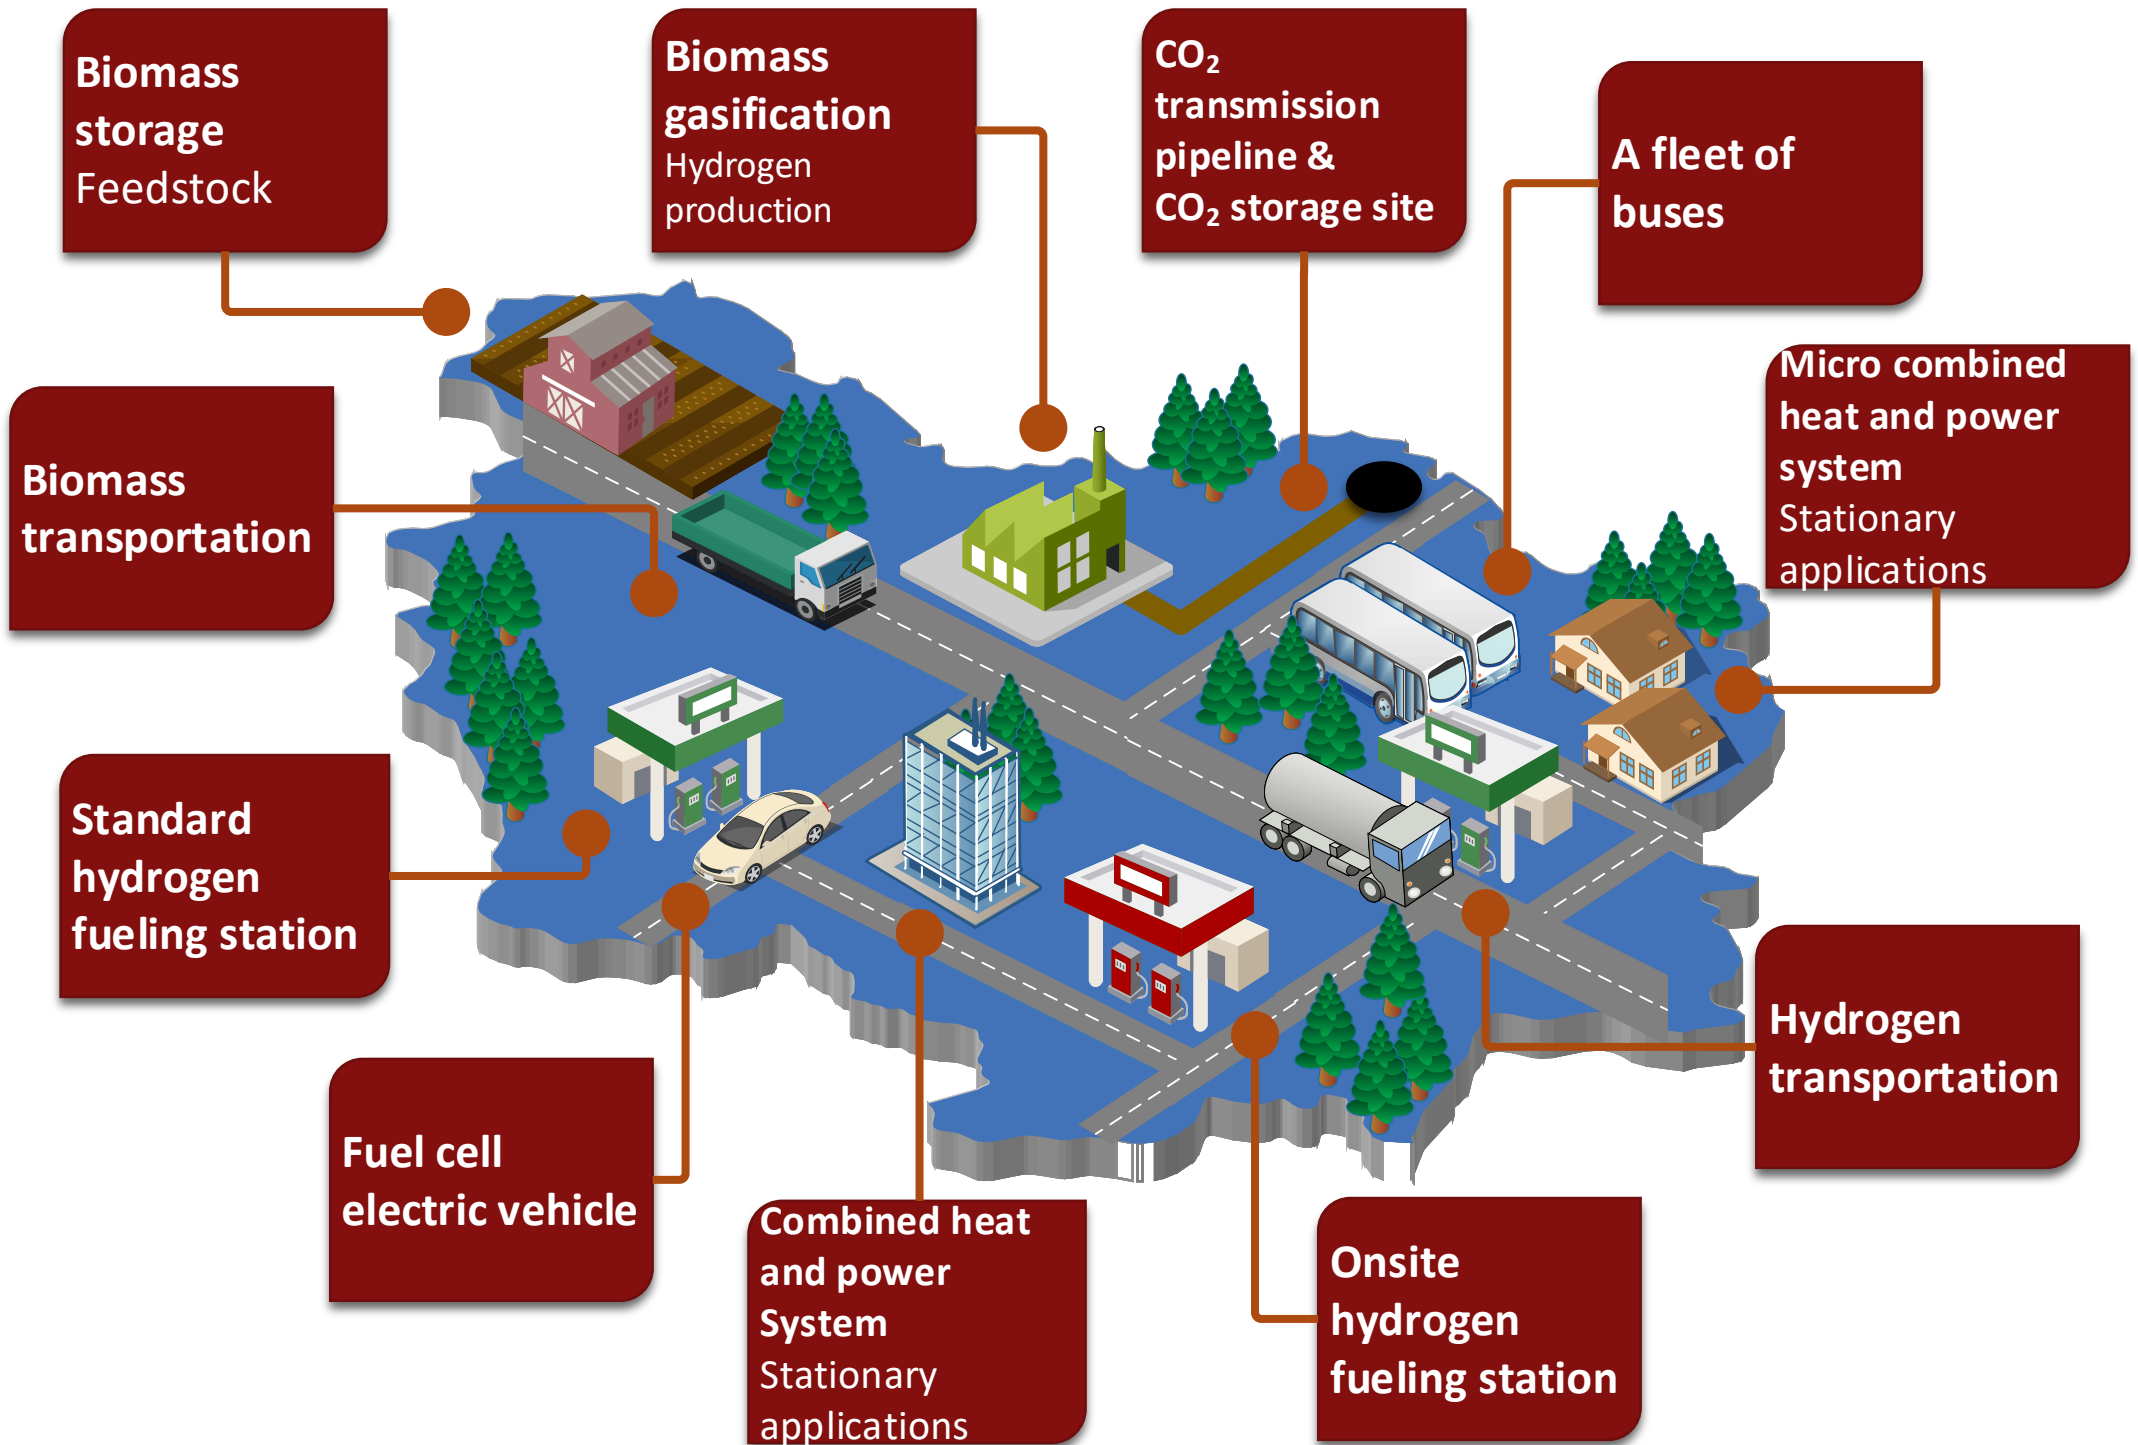 Biomass
storage
Feedstock
Biomass
gasification
Hydrogen
production
CO₂
transmission
pipeline &
CO₂ storage site
A fleet of
buses
Micro combined
heat and power
system
Stationary
applications
Biomass
transportation
Standard
hydrogen
fueling station
Hydrogen
transportation
Fuel cell
electric vehicle
Combined heat
and power
System
Stationary
applications
Onsite
hydrogen
fueling station